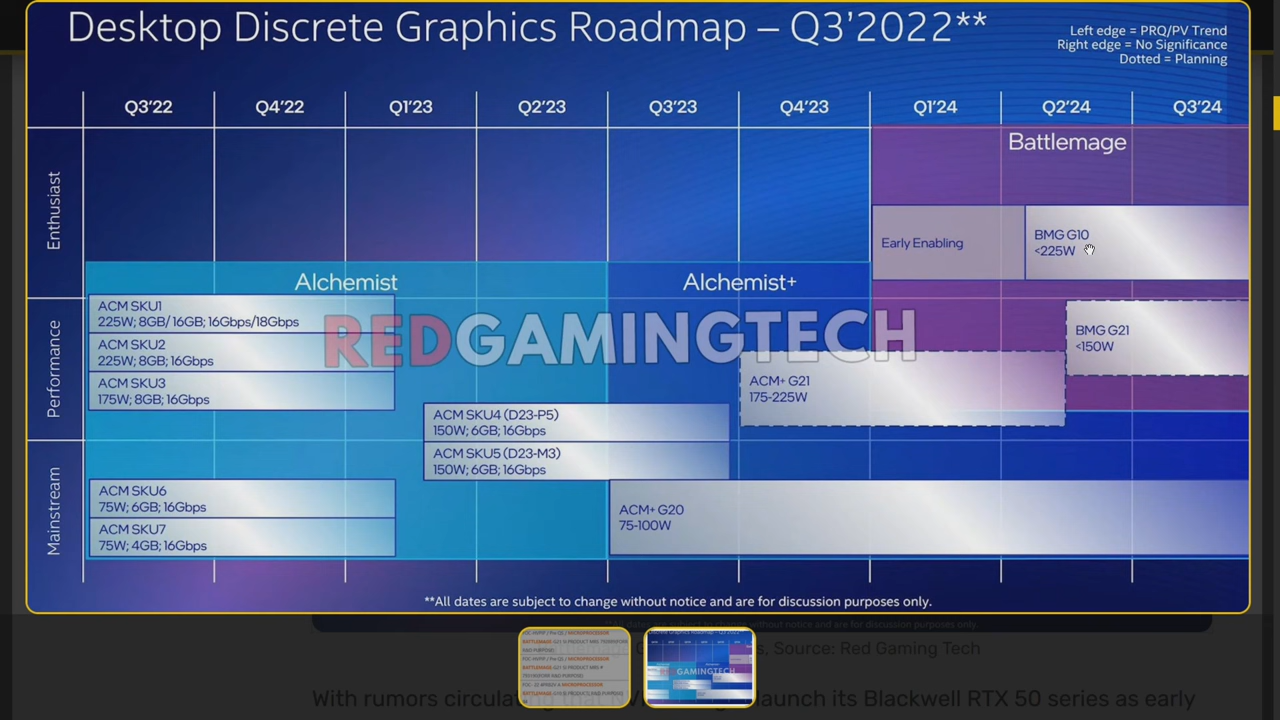 Desktop Discrete Graphics Roadmap – Q3'2022**
Left edge = PRQ/PV Trend
Right edge = No Significance
Dotted = Planning
Q3'22 Q4'22 Q1'23 Q2'23 Q3'23 Q4'23 Q1'24 Q2'24 Q3'24
Enthusiast
Battlemage
Early Enabling
BMG G10
<225W
Alchemist
Alchemist+
Performance
ACM SKU1
225W; 8GB/ 16GB; 16Gbps/18Gbps
ACM SKU2
225W; 8GB; 16Gbps
ACM SKU3
175W; 8GB; 16Gbps
REDGAMINGTECH
BMG G21
<150W
ACM+ G21
175-225W
ACM SKU4 (D23-P5)
150W; 6GB; 16Gbps
ACM SKU5 (D23-M3)
150W; 6GB; 16Gbps
Mainstream
ACM SKU6
75W; 6GB; 16Gbps
ACM SKU7
75W; 4GB; 16Gbps
ACM+ G20
75-100W
**All dates are subject to change without notice and are for discussion purposes only.
Source: Red Gaming Tech
With rumors launch its Blackwell RTX 50 series as early